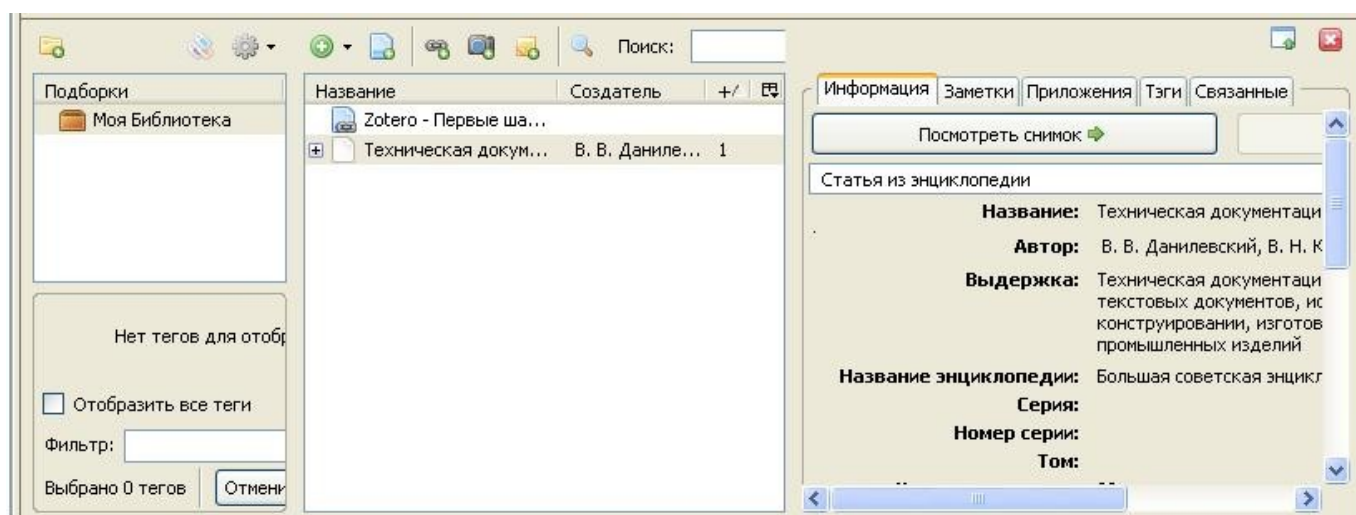 Поиск:
Подборки
Моя Библиотека
Нет тегов для
Отобразить все теги
Фильтр:
Выбрано 0 тегов
Название Создатель +/
Zotero - Первые ша...
Техническая докум... В. В. Даниле... 1
Информация Заметки Приложения Тэги Связанные
Посмотреть снимок
Статья из энциклопедии
Название: Техническая документаци
Автор: В. В. Данилевский, В. Н. К
Выдержка: Техническая документаци
текстовых документов, ис
конструировании, изготов
промышленных изделий
Название энциклопедии: Большая советская энцикл
Серия:
Номер серии:
Том: